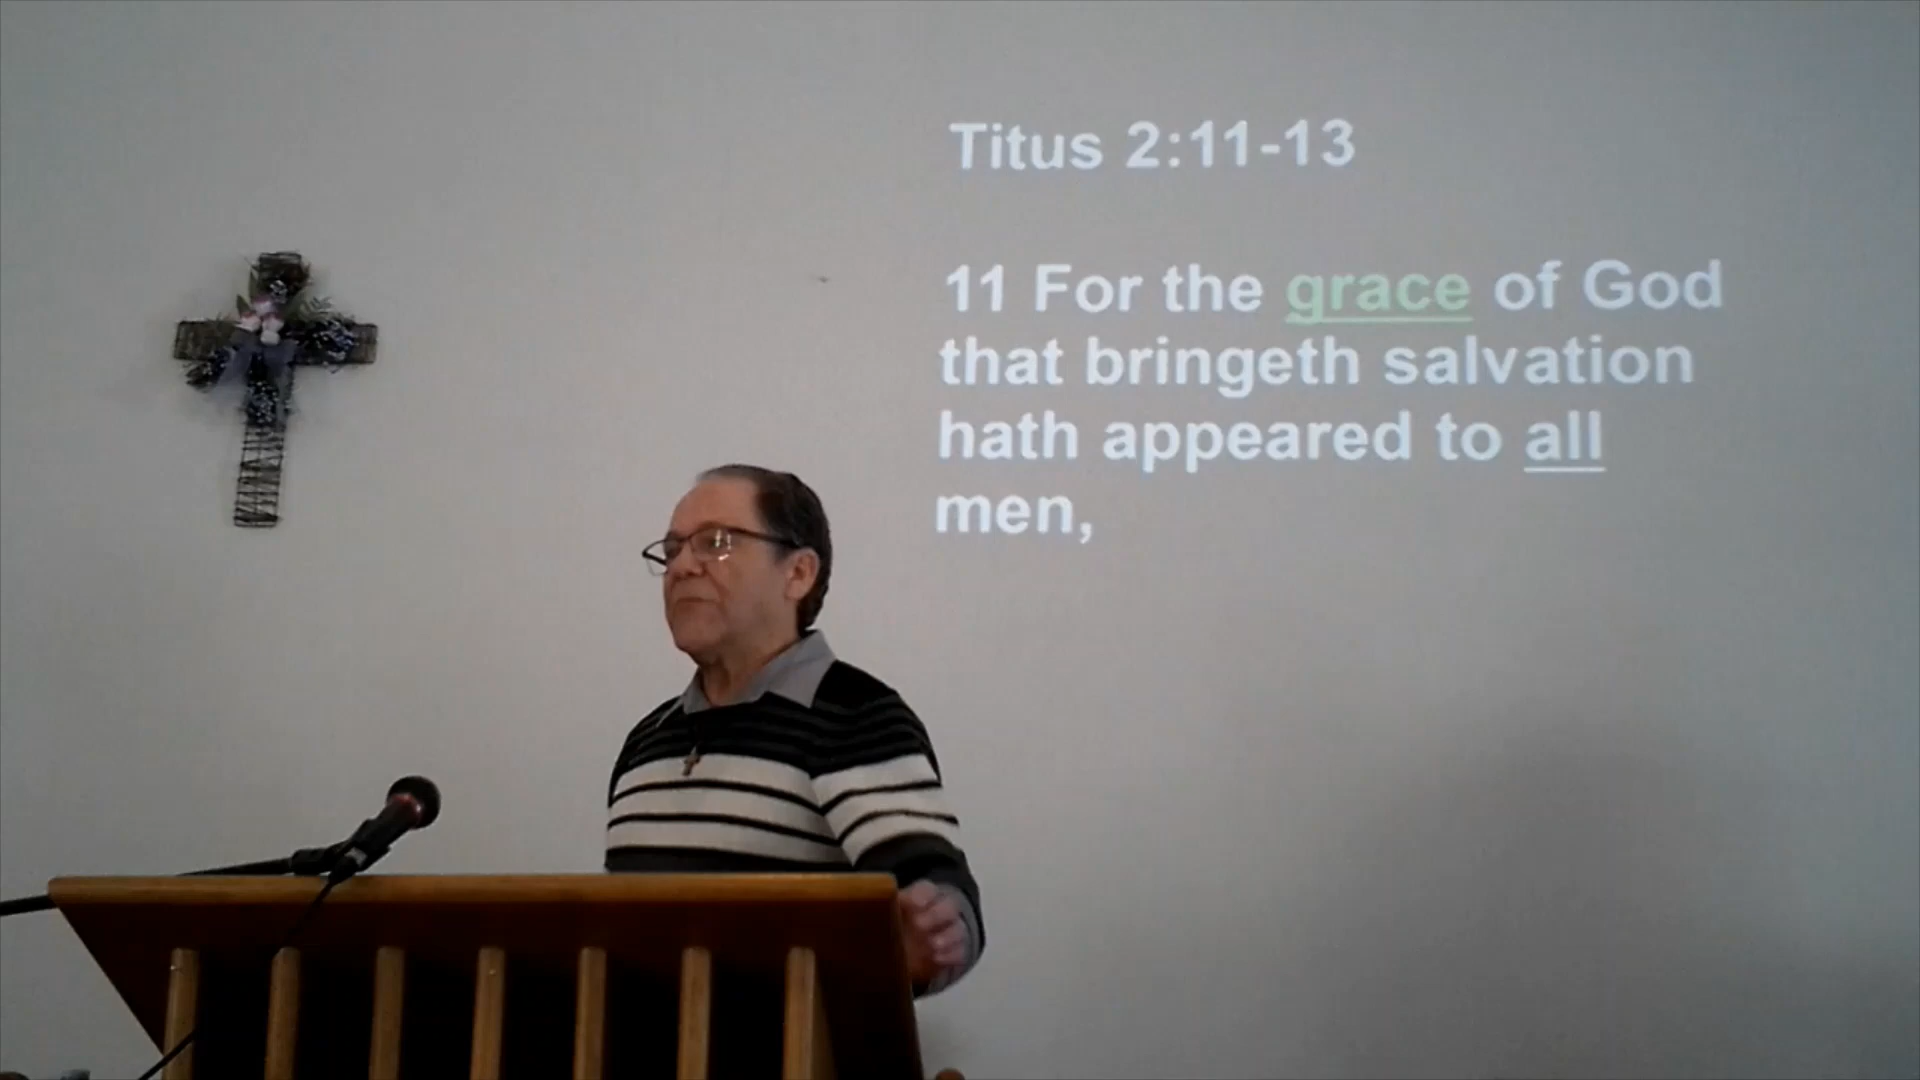 Titus 2:11-13
11 For the grace of God
that bringeth salvation
hath appeared to all
men,